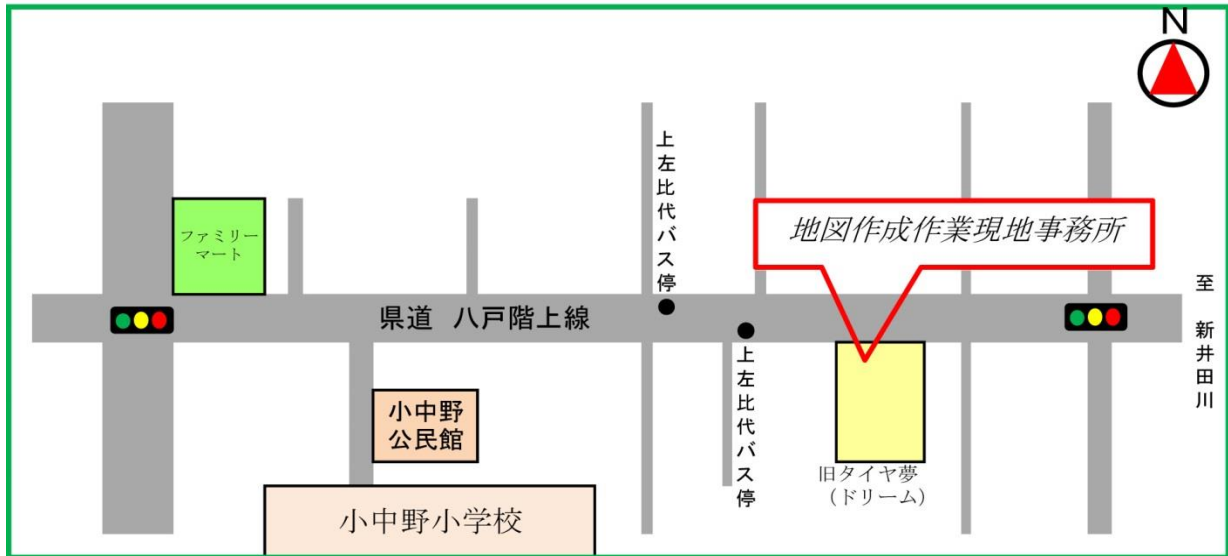 N
上左比代バス停
地図作成作業現地事務所
ファミリー
マート
至 新井田川
県道 八戸階上線
上左比代バス停
小中野
公民館
旧タイヤ夢
（ドリーム）
小中野小学校